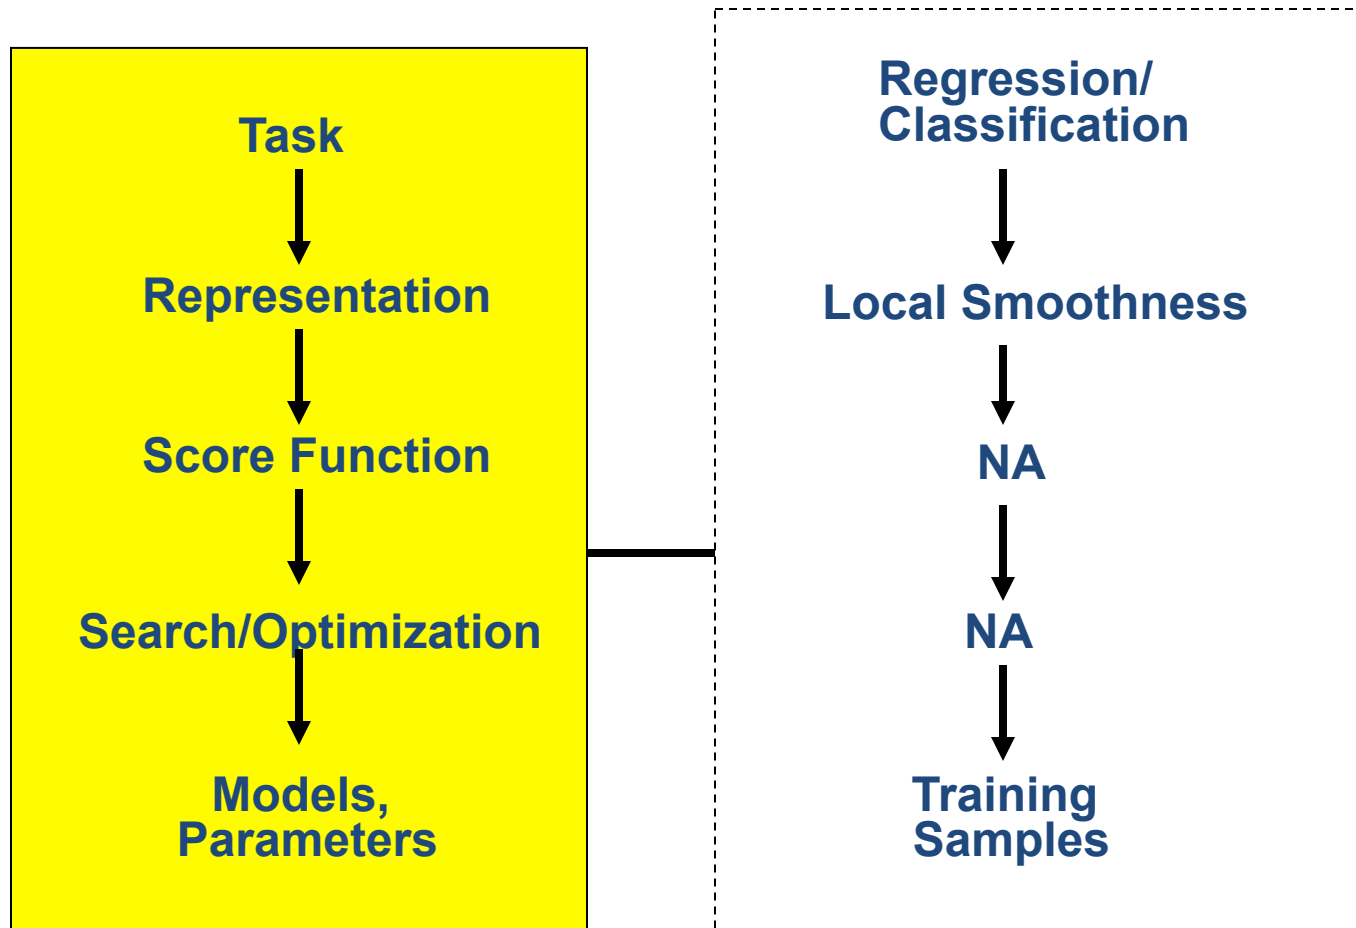 Task
Representation
Score Function
Search/Optimization
Models,
Parameters
Regression/
Classification
Local Smoothness
NA
NA
Training
Samples